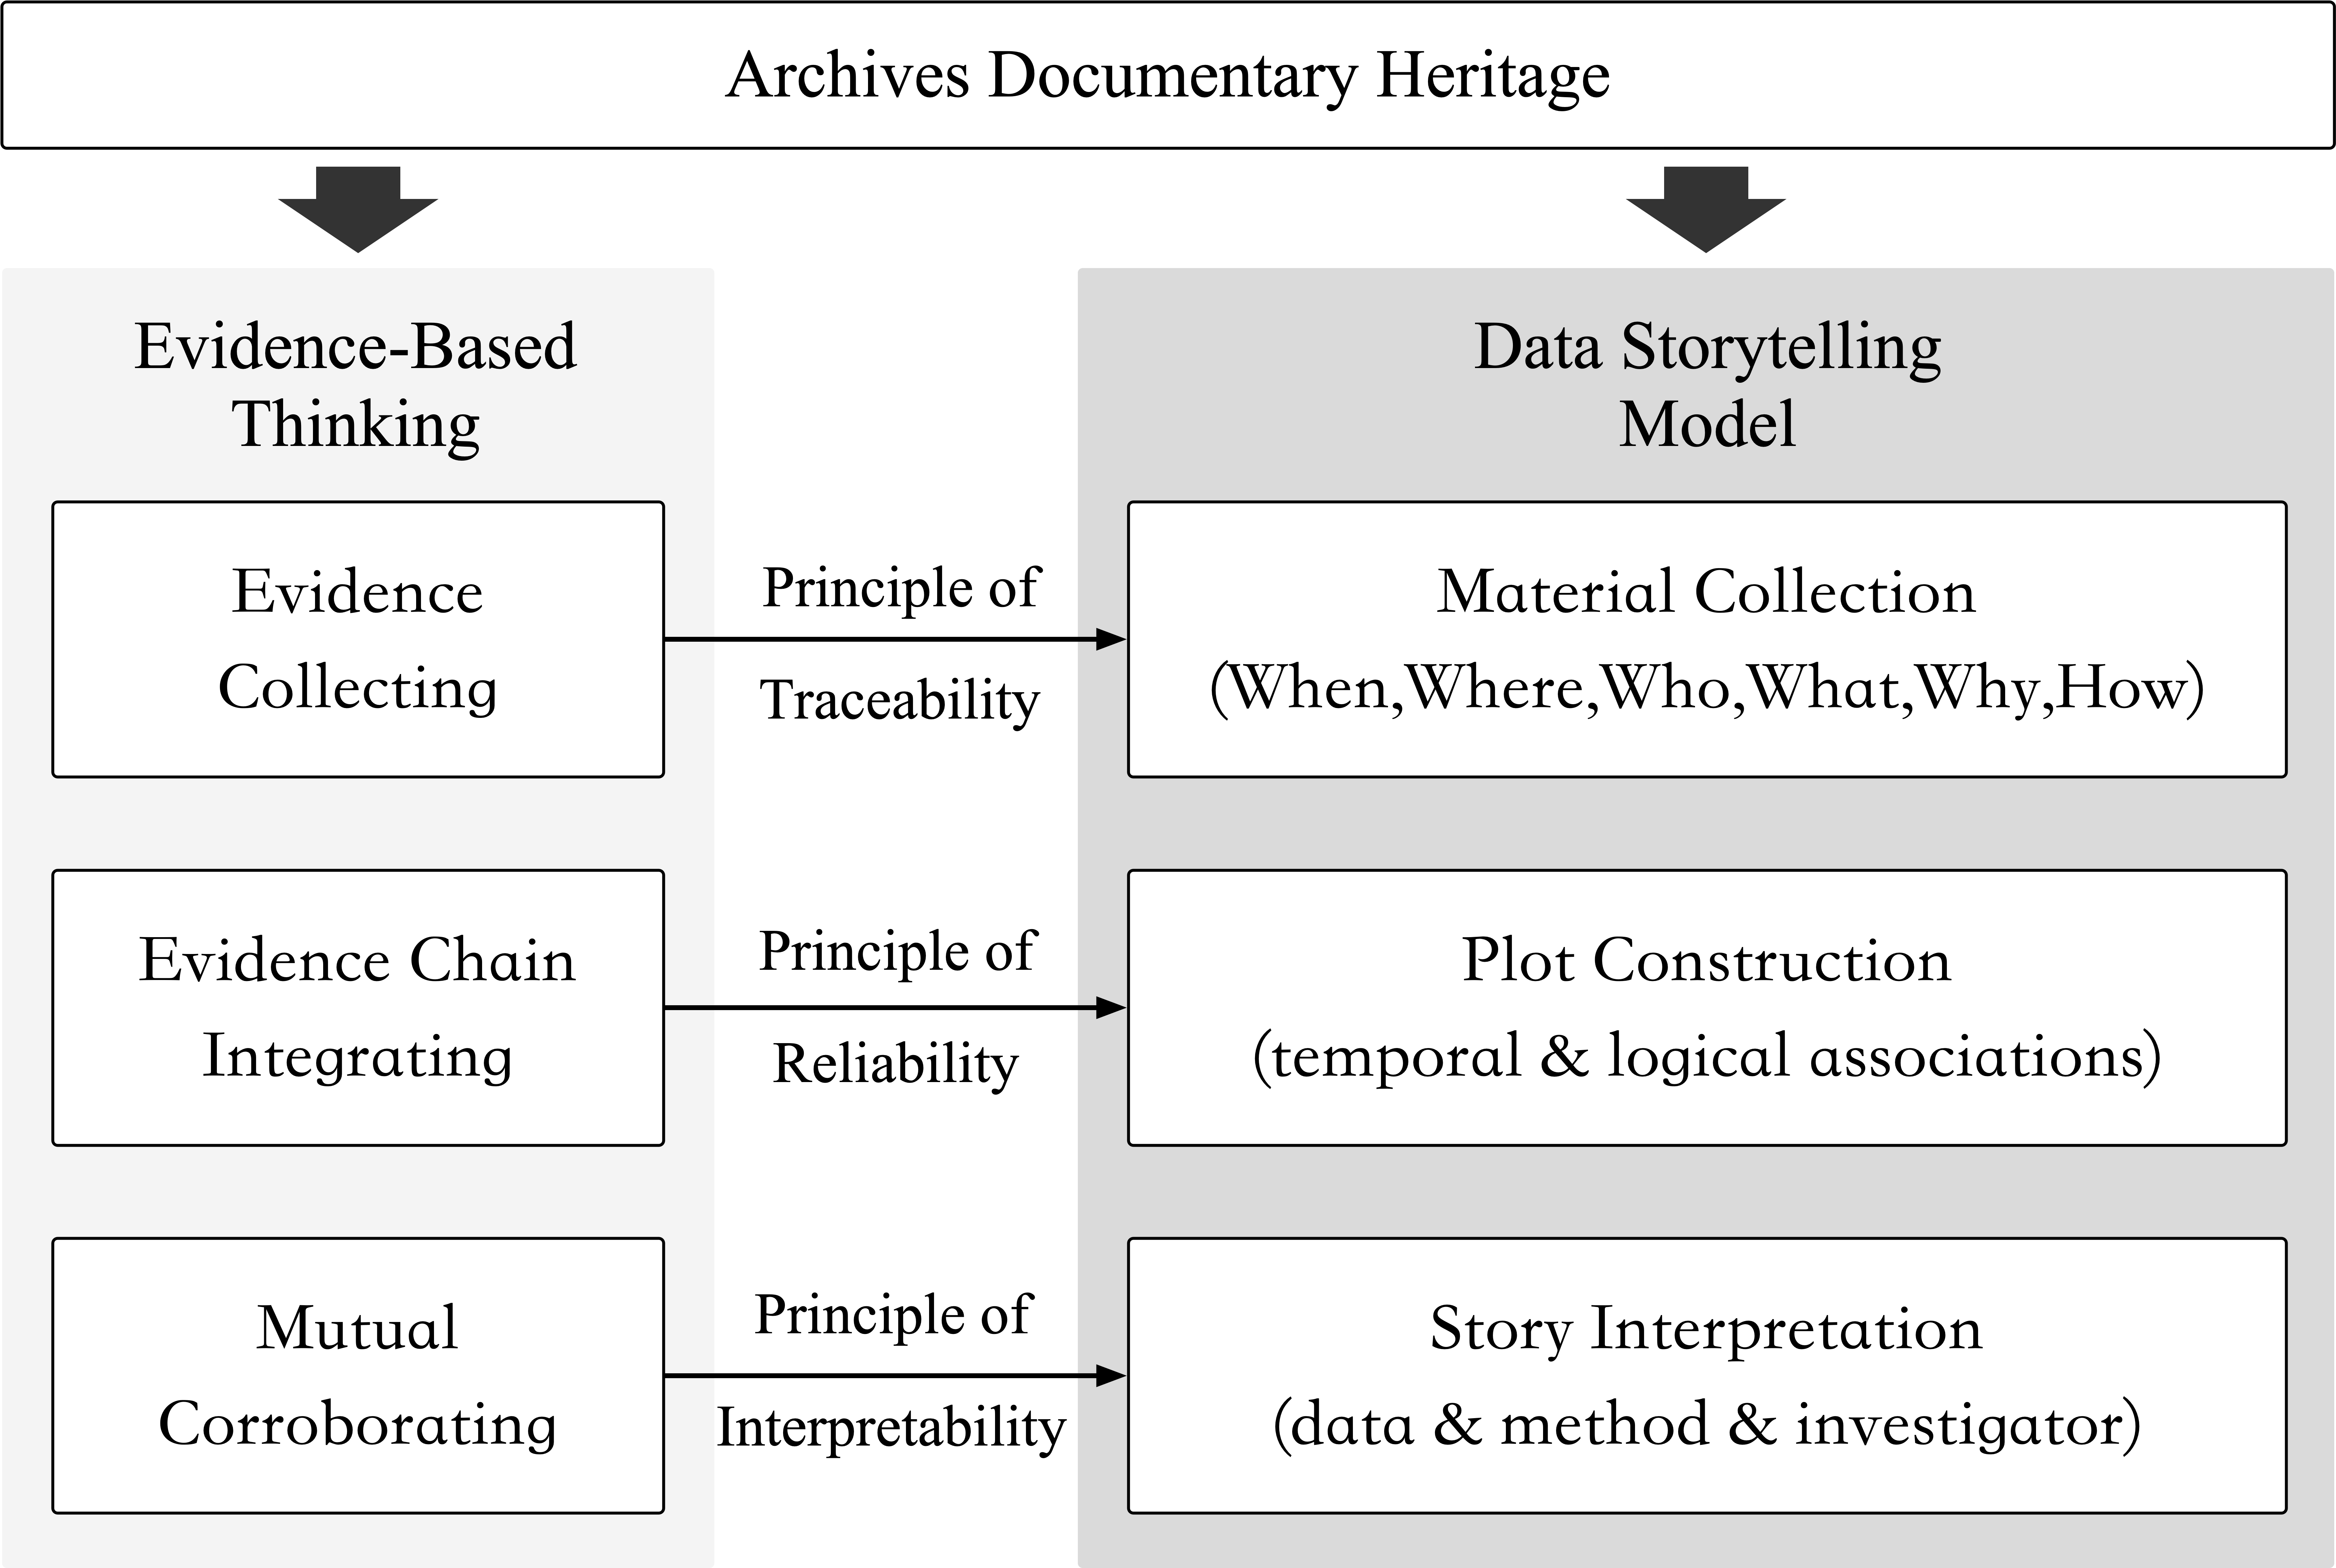 Archives Documentary Heritage
Evidence-Based
Thinking
Data Storytelling
Model
Evidence
Collecting
Principle of
Traceability
Material Collection
(When,Where,Who,What,Why,How)
Evidence Chain
Integrating
Principle of
Reliability
Plot Construction
(temporal & logical associations)
Mutual
Corroborating
Principle of
Interpretability
Story Interpretation
(data & method & investigator)